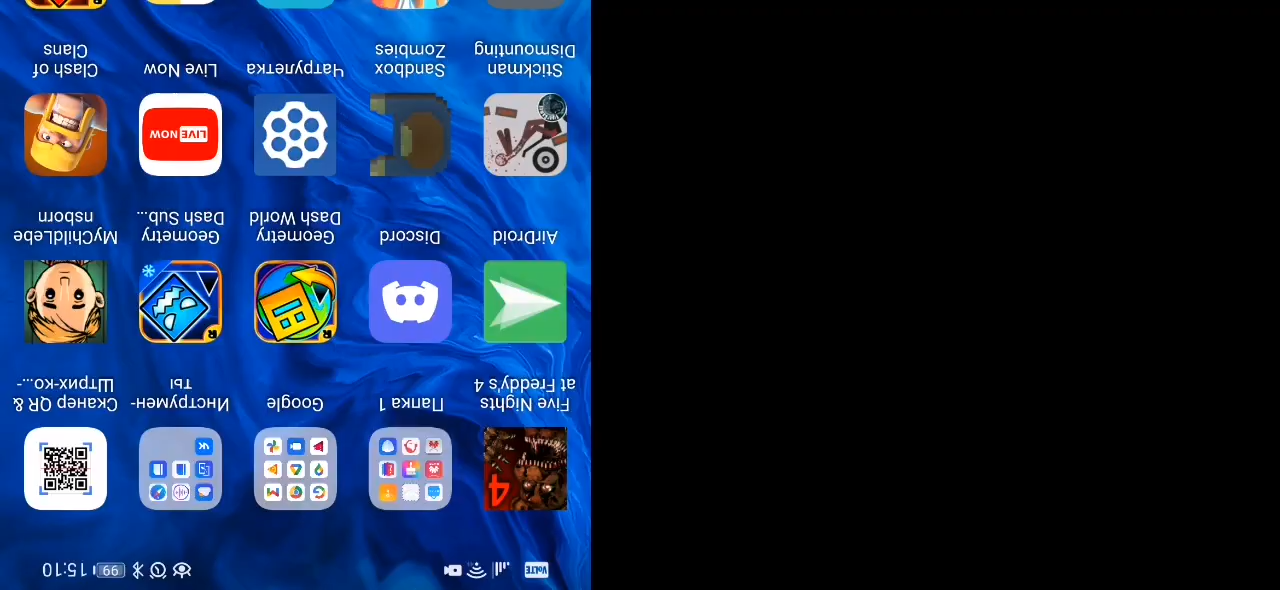 VoLTE 99 15:10
4
Five Nights
at Freddy's 4
Папка 1
Google
Инструмен-
ты
Сканер QR &
Штрих-ко...-
AirDroid
Discord
Geometry
Dash World
Geometry
Dash Sub...
MyChildLebe
nsborn
LIVE NOW
Stickman
Dismounting
Sandbox
Zombies
Чатрулетка
Live Now
Clash of
Clans